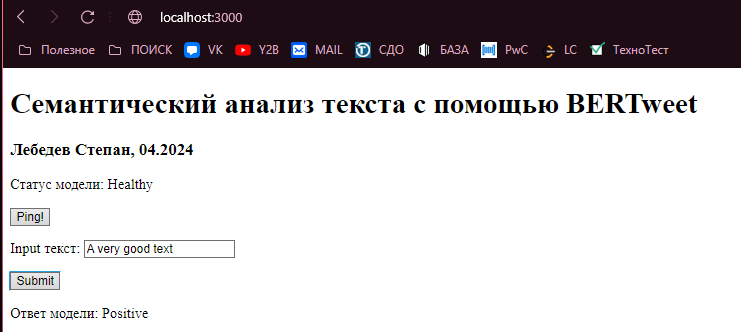 localhost:3000
Полезное ПОИСК VK Y2B MAIL СДО БАЗА PwC LC ТехноТест
Семантический анализ текста с помощью BERTweet
Лебедев Степан, 04.2024
Статус модели: Healthy
Ping!
Input текст: A very good text
Submit
Ответ модели: Positive